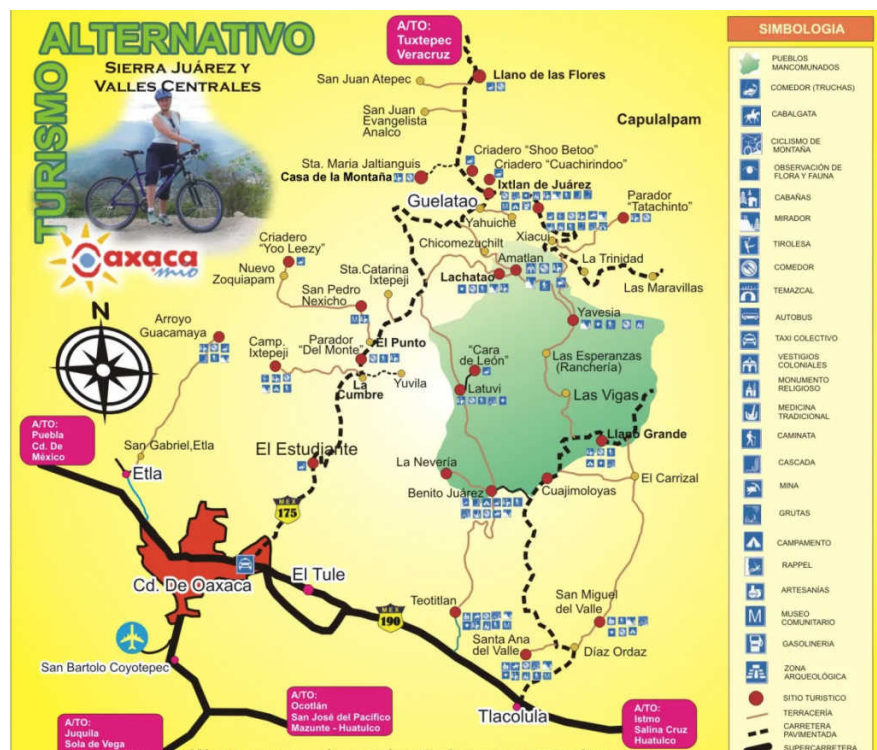 TURISMO
ALTERNATIVO
SIERRA JUÁREZ Y
VALLES CENTRALES
Oaxaca
mio
N
A/TO:
Tuxtepec
Veracruz
San Juan Atepec
Llano de las Flores
San Juan
Evangelista
Analco
Capulalpam
Criadero "Shoo Betoo"
Criadero "Cuachirindoo"
Sta. Maria Jaltianguis
Casa de la Montaña
Ixtlan de Juárez
Guelatao
Parador
"Tatachinto"
Yahuiche
Xiacui
Chicomezuchilt
Criadero
"Yoo Leezy"
Amatlan
La Trinidad
Nuevo
Zoquiapam
Sta.Catarina
Ixtepeji
Lachatao
Las Maravillas
San Pedro
Nexicho
Arroyo
Guacamaya
Yavesia
Camp.
Ixtepeji
Parador
"Del Monte"
El Punto
"Cara
de León"
Las Esperanzas
(Ranchería)
La
Cumbre
Yuvila
Latuvi
Las Vigas
A/TO:
Puebla
Cd. De
México
San Gabriel,Etla
El Estudiante
Llano Grande
Etla
La Nevería
Benito Juárez
Cuajimoloyas
El Carrizal
MÉX
175
Cd. De Oaxaca
El Tule
MÉX
190
Teotitlan
San Miguel
del Valle
Santa Ana
del Valle
Díaz Ordaz
San Bartolo Coyotepec
Tlacolula
A/TO:
Ocotlán
San José del Pacífico
Mazunte - Huatulco
A/TO:
Istmo
Salina Cruz
Huatulco
A/TO:
Juquila
Sola de Vega
SIMBOLOGIA
PUEBLOS
MANCOMUNADOS
COMEDOR (TRUCHAS)
CABALGATA
CICLISMO DE
MONTAÑA
OBSERVACIÓN DE
FLORA Y FAUNA
CABAÑAS
MIRADOR
TIROLESA
COMEDOR
TEMAZCAL
AUTOBUS
TAXI COLECTIVO
VESTIGIOS
COLONIALES
MONUMENTO
RELIGIOSO
MEDICINA
TRADICIONAL
CAMINATA
CASCADA
MINA
GRUTAS
CAMPAMENTO
RAPPEL
ARTESANÍAS
M
MUSEO
COMUNITARIO
GASOLINERIA
ZONA
ARQUEOLÓGICA
SITIO TURISTICO
TERRACERÍA
CARRETERA
PAVIMENTADA
SUPERCARRETERA